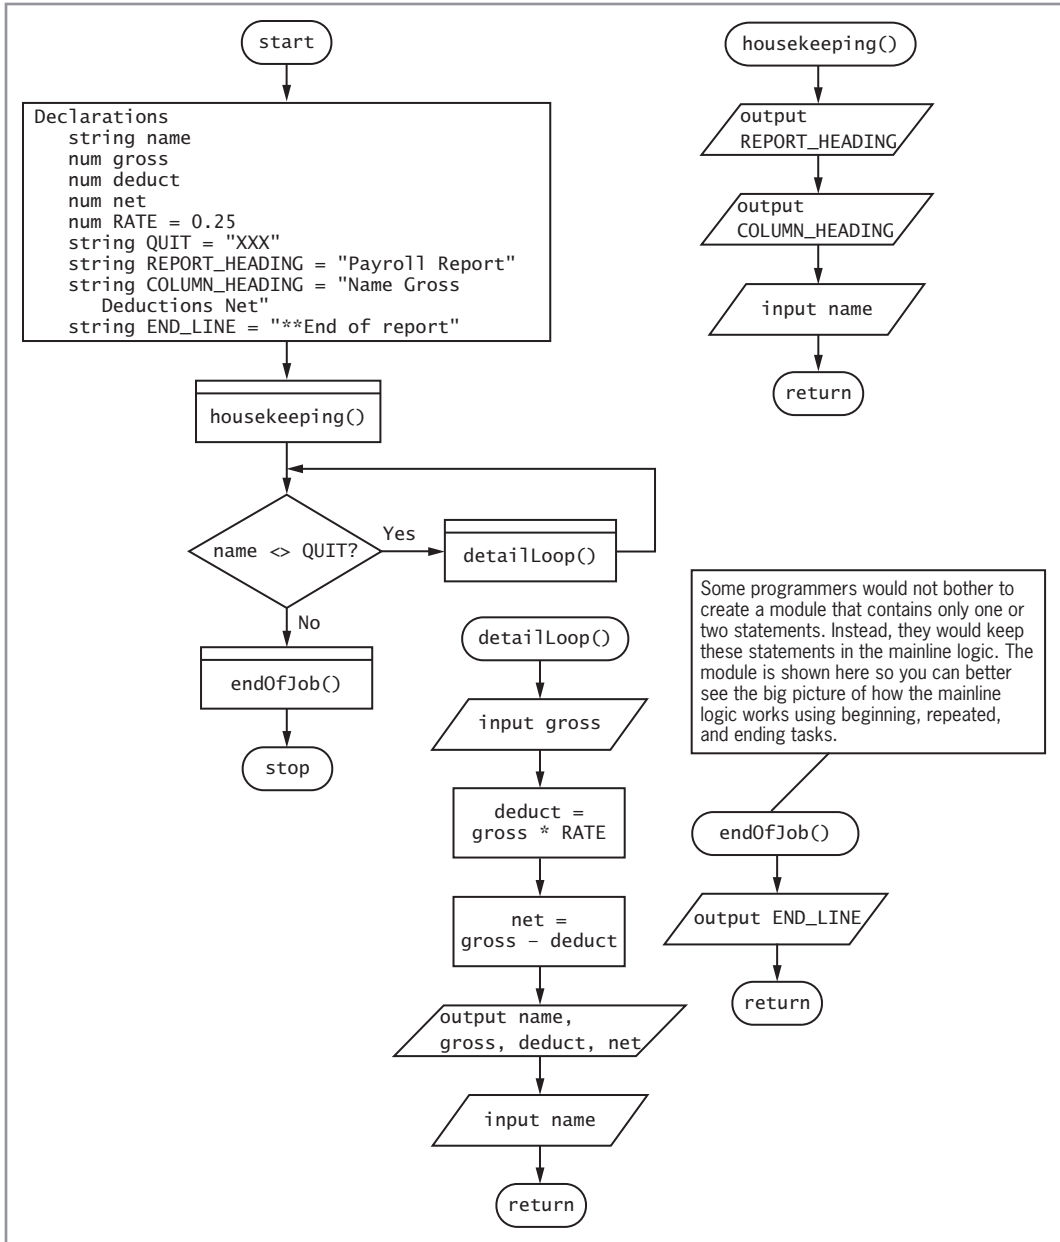 start
Declarations
string name
num gross
num deduct
num net
num RATE = 0.25
string QUIT = "XXX"
string REPORT_HEADING = "Payroll Report"
string COLUMN_HEADING = "Name Gross
Deductions Net"
string END_LINE = "**End of report"
housekeeping()
name <> QUIT?
Yes
detailLoop()
No
endOfJob()
stop
housekeeping()
output
REPORT_HEADING
output
COLUMN_HEADING
input name
return
detailLoop()
input gross
deduct =
gross * RATE
net =
gross – deduct
output name,
gross, deduct, net
input name
return
Some programmers would not bother to
create a module that contains only one or
two statements. Instead, they would keep
these statements in the mainline logic. The
module is shown here so you can better
see the big picture of how the mainline
logic works using beginning, repeated,
and ending tasks.
endOfJob()
output END_LINE
return